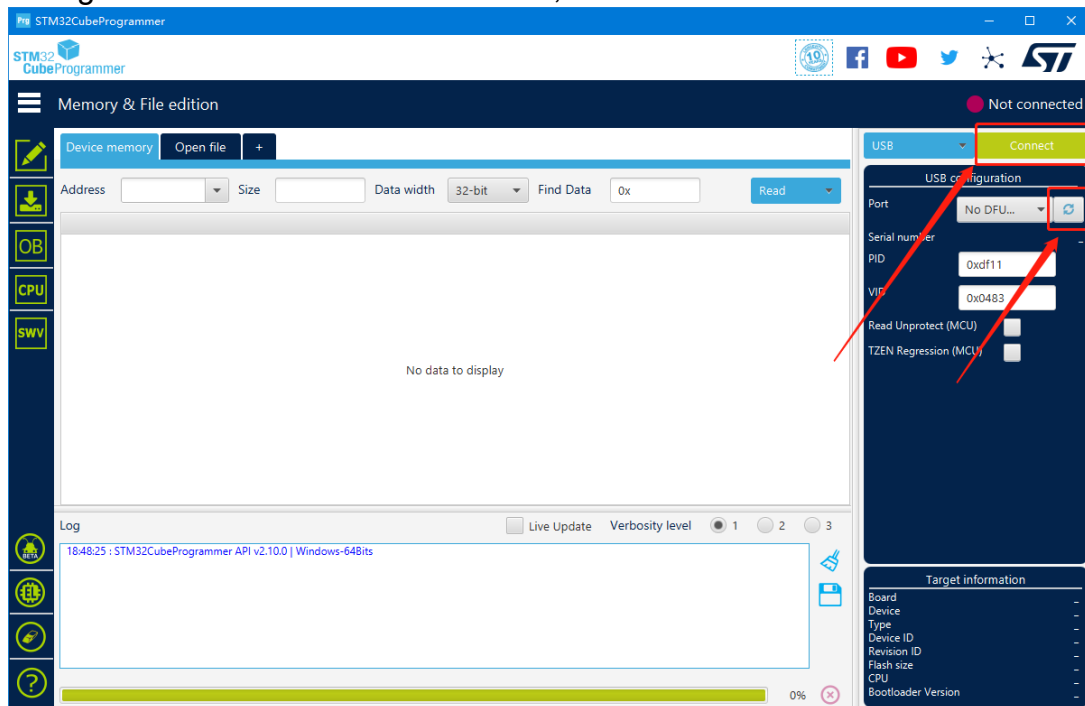 STM32CubeProgrammer
STM32
CubeProgrammer
Memory & File edition
Not connected
Device memory Open file +
USB Connect
Address Size Data width 32-bit Find Data 0x Read
USB configuration
Port No DFU...
Serial number _
PID 0xdf11
VID 0x0483
Read Unprotect (MCU)
TZEN Regression (MCU)
OB
CPU
SWV
No data to display
Log Live Update Verbosity level 1 2 3
18:48:25 : STM32CubeProgrammer API v2.10.0 | Windows-64Bits
0%
BETA
EL
?
Target information
Board _
Device _
Type _
Device ID _
Revision ID _
Flash size _
CPU _
Bootloader Version _